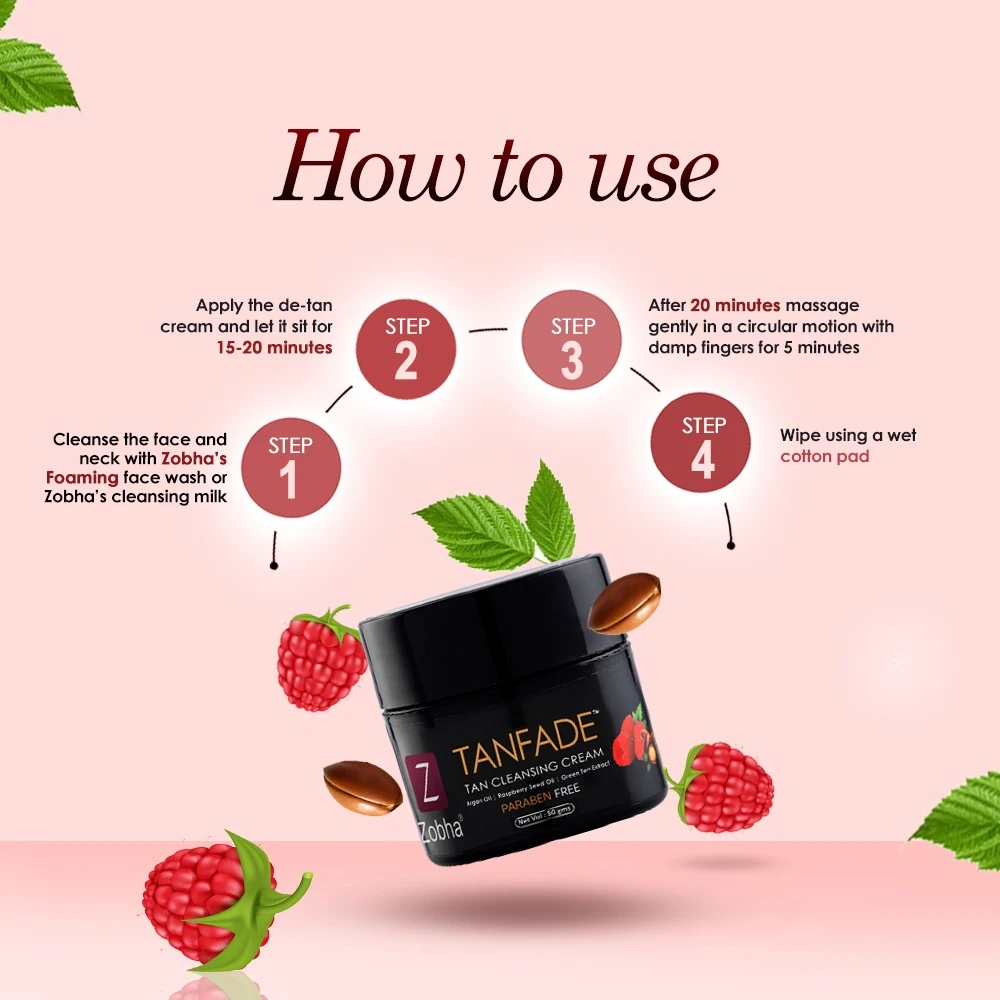 How to use
STEP
1
Cleanse the face and
neck with Zobha's
Foaming face wash or
Zobha's cleansing milk
STEP
2
Apply the de-tan
cream and let it sit for
15-20 minutes
STEP
3
After 20 minutes massage
gently in a circular motion with
damp fingers for 5 minutes
STEP
4
Wipe using a wet
cotton pad
Z
Zobha®
TANFADE™
TAN CLEANSING CREAM
Argan Oil | Raspberry Seed Oil | Green Tea Extract
PARABEN FREE
Net Vol : 50 gms